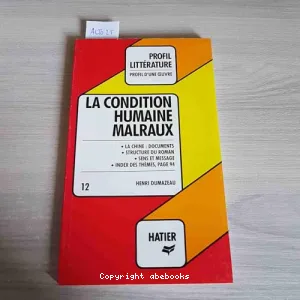 PROFIL
LITTÉRATURE
PROFIL D'UNE ŒUVRE
LA CONDITION
HUMAINE
MALRAUX
• LA CHINE : DOCUMENTS
• STRUCTURE DU ROMAN
• SENS ET MESSAGE
• INDEX DES THÈMES, PAGE 94
12
HENRI DUMAZEAU
HATIER
Copyright abebooks